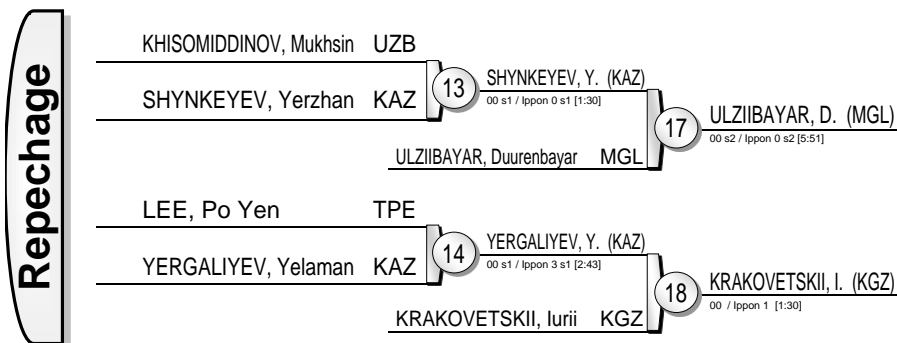 Repechage
KHISOMIDDINOV, Mukhsin UZB
SHYNKEYEV, Yerzhan KAZ
13
SHYNKEYEV, Y. (KAZ)
00 s1 / Ippon 0 s1 [1:30]
ULZIIBAYAR, Duurenbayar MGL
17
ULZIIBAYAR, D. (MGL)
00 s2 / Ippon 0 s2 [5:51]
LEE, Po Yen TPE
YERGALIYEV, Yelaman KAZ
14
YERGALIYEV, Y. (KAZ)
00 s1 / Ippon 3 s1 [2:43]
KRAKOVETSKII, Iurii KGZ
18
KRAKOVETSKII, I. (KGZ)
00 / Ippon 1 [1:30]